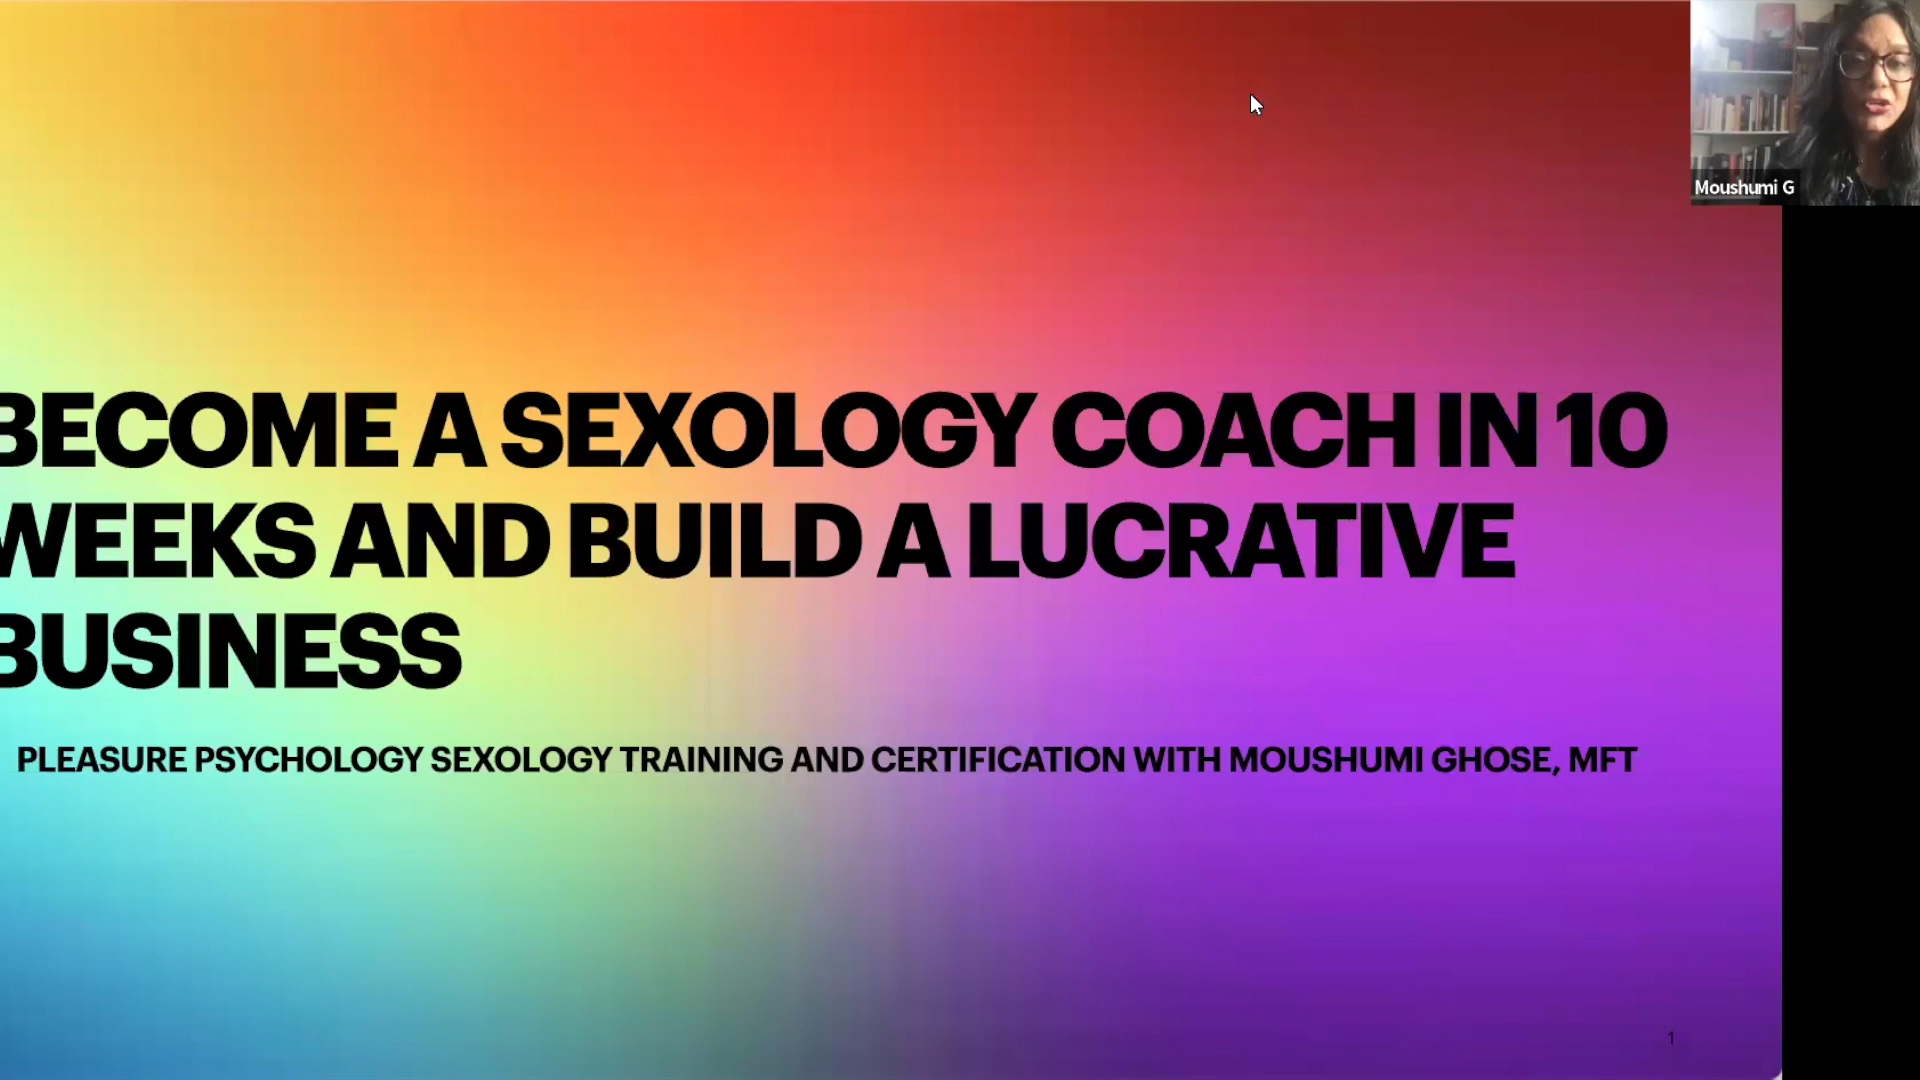 BECOME A SEXOLOGY COACH IN 10
WEEKS AND BUILD A LUCRATIVE
BUSINESS
PLEASURE PSYCHOLOGY SEXOLOGY TRAINING AND CERTIFICATION WITH MOUSHUMI GHOSE, MFT
Moushumi G
1